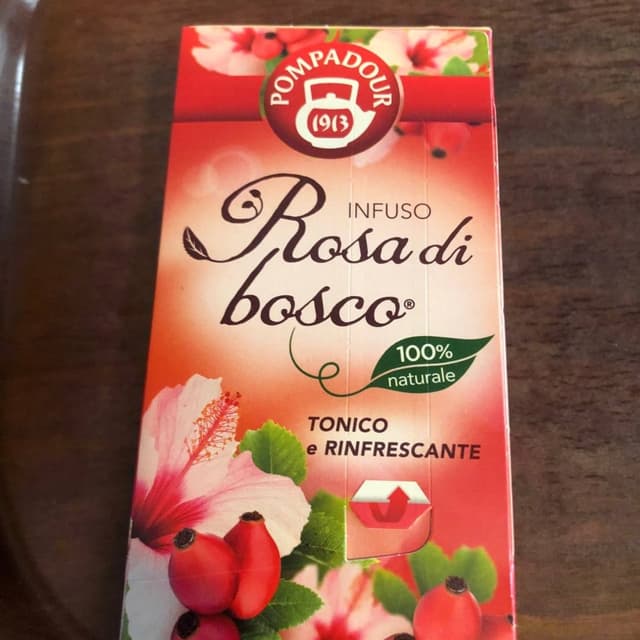 POMPADOUR
1913
INFUSO
Rosa di
bosco®
100%
naturale
TONICO
e RINFRESCANTE